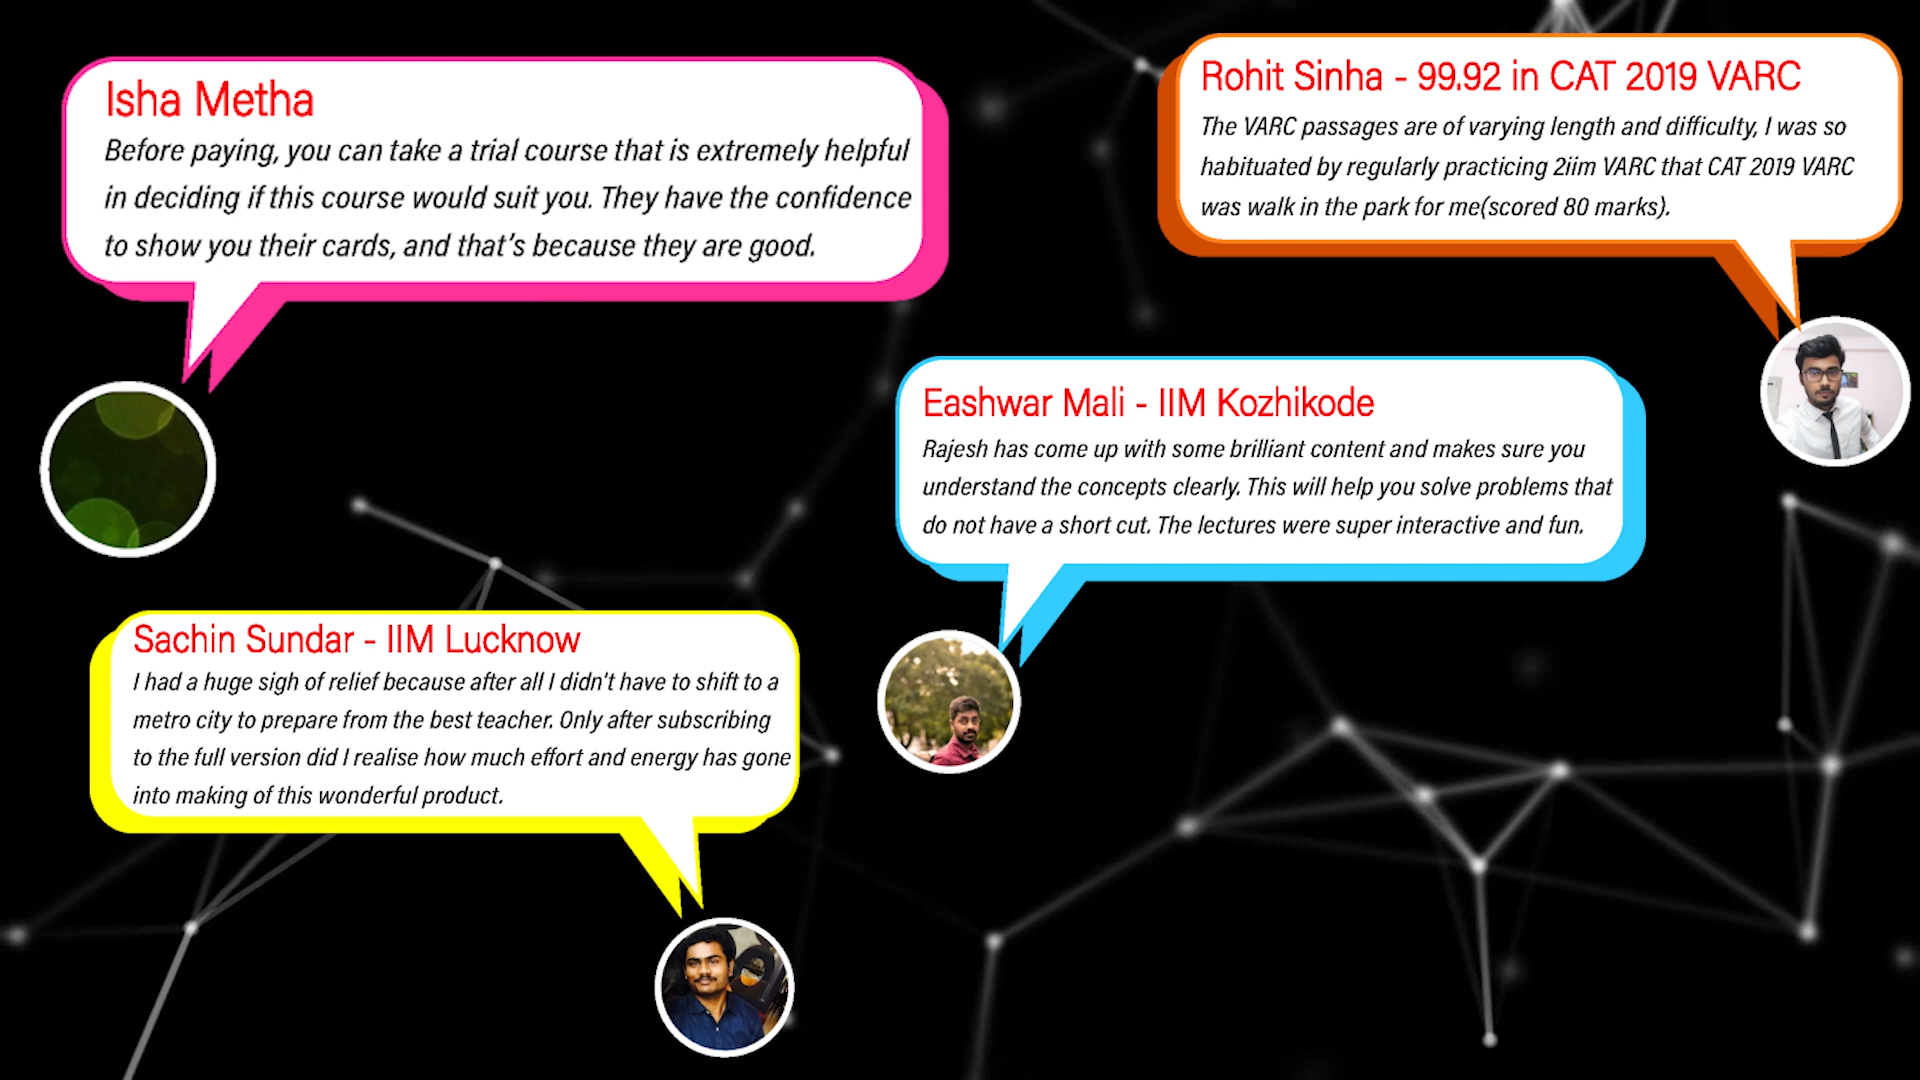 Isha Metha
Before paying, you can take a trial course that is extremely helpful
in deciding if this course would suit you. They have the confidence
to show you their cards, and that's because they are good.
Rohit Sinha - 99.92 in CAT 2019 VARC
The VARC passages are of varying length and difficulty, I was so
habituated by regularly practicing 2iim VARC that CAT 2019 VARC
was walk in the park for me(scored 80 marks).
Eashwar Mali - IIM Kozhikode
Rajesh has come up with some brilliant content and makes sure you
understand the concepts clearly. This will help you solve problems that
do not have a short cut. The lectures were super interactive and fun.
Sachin Sundar - IIM Lucknow
I had a huge sigh of relief because after all I didn't have to shift to a
metro city to prepare from the best teacher. Only after subscribing
to the full version did I realise how much effort and energy has gone
into making of this wonderful product.